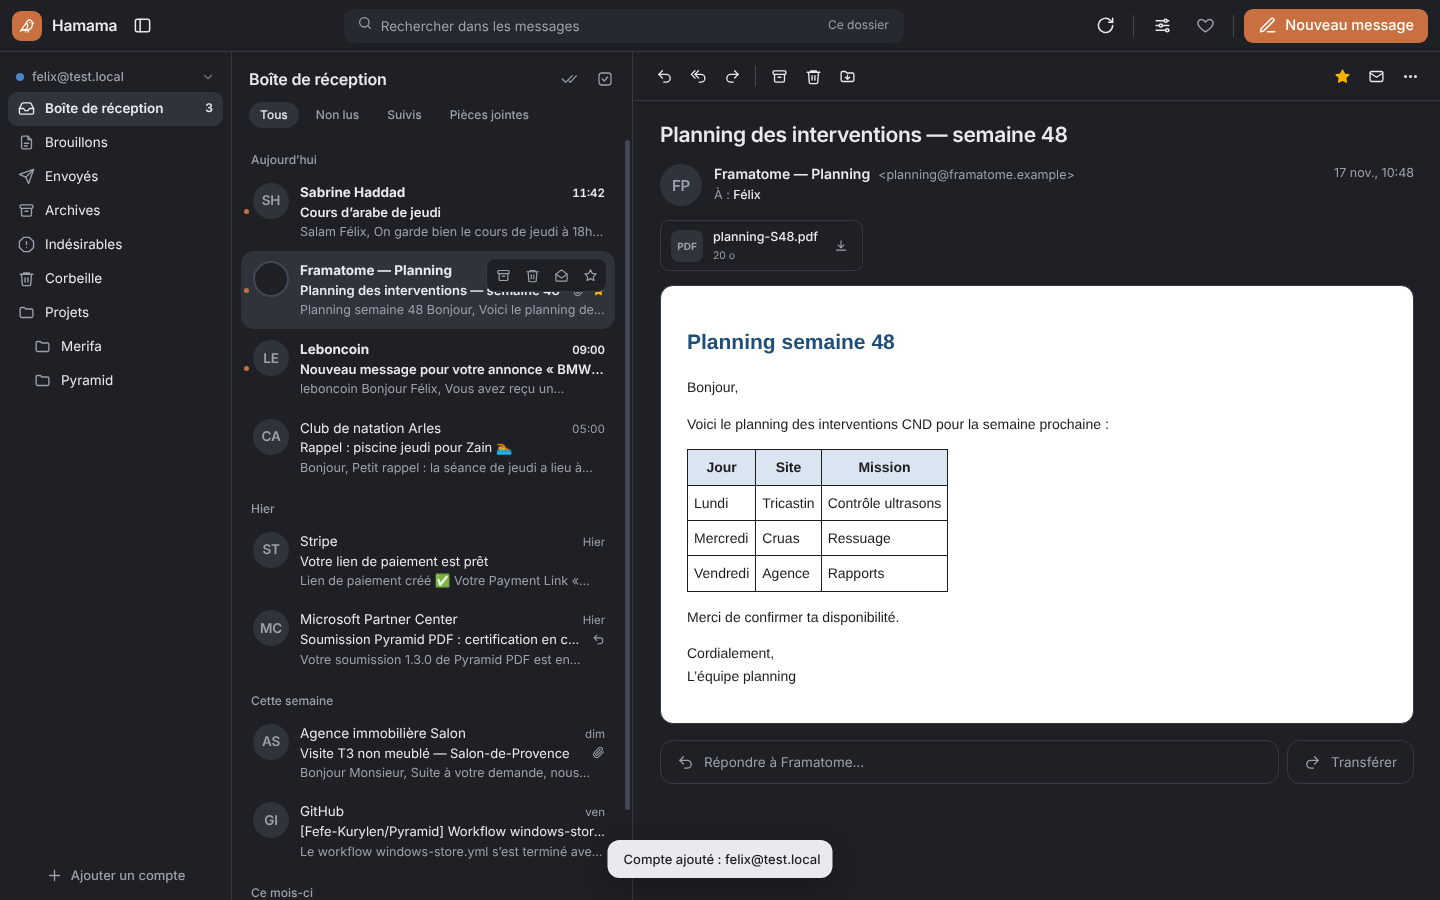 Hamama
Rechercher dans les messages
Ce dossier
Nouveau message
felix@test.local
Boîte de réception
3
Brouillons
Envoyés
Archives
Indésirables
Corbeille
Projets
Merifa
Pyramid
Ajouter un compte
Boîte de réception
Tous
Non lus
Suivis
Pièces jointes
Aujourd’hui
SH
Sabrine Haddad
11:42
Cours d’arabe de jeudi
Salam Félix, On garde bien le cours de jeudi à 18h...
Framatome — Planning
Planning des interventions — semaine 48
Planning semaine 48 Bonjour, Voici le planning de...
LE
Leboncoin
09:00
Nouveau message pour votre annonce « BMW...
leboncoin Bonjour Félix, Vous avez reçu un...
CA
Club de natation Arles
05:00
Rappel : piscine jeudi pour Zain 🏊
Bonjour, Petit rappel : la séance de jeudi a lieu à...
Hier
ST
Stripe
Hier
Votre lien de paiement est prêt
Lien de paiement créé ✅ Votre Payment Link «...
MC
Microsoft Partner Center
Hier
Soumission Pyramid PDF : certification en c...
Votre soumission 1.3.0 de Pyramid PDF est en...
Cette semaine
AS
Agence immobilière Salon
dim
Visite T3 non meublé — Salon-de-Provence
Bonjour Monsieur, Suite à votre demande, nous...
GI
GitHub
ven
[Fefe-Kurylen/Pyramid] Workflow windows-stor...
Le workflow windows-store.yml s’est terminé ave...
Ce mois-ci
Planning des interventions — semaine 48
FP
Framatome — Planning <planning@framatome.example>
17 nov., 10:48
À : Félix
PDF
planning-S48.pdf
20 o
Planning semaine 48
Bonjour,
Voici le planning des interventions CND pour la semaine prochaine :
Jour Site Mission
Lundi Tricastin Contrôle ultrasons
Mercredi Cruas Ressuage
Vendredi Agence Rapports
Merci de confirmer ta disponibilité.
Cordialement,
L’équipe planning
Répondre à Framatome...
Transférer
Compte ajouté : felix@test.local